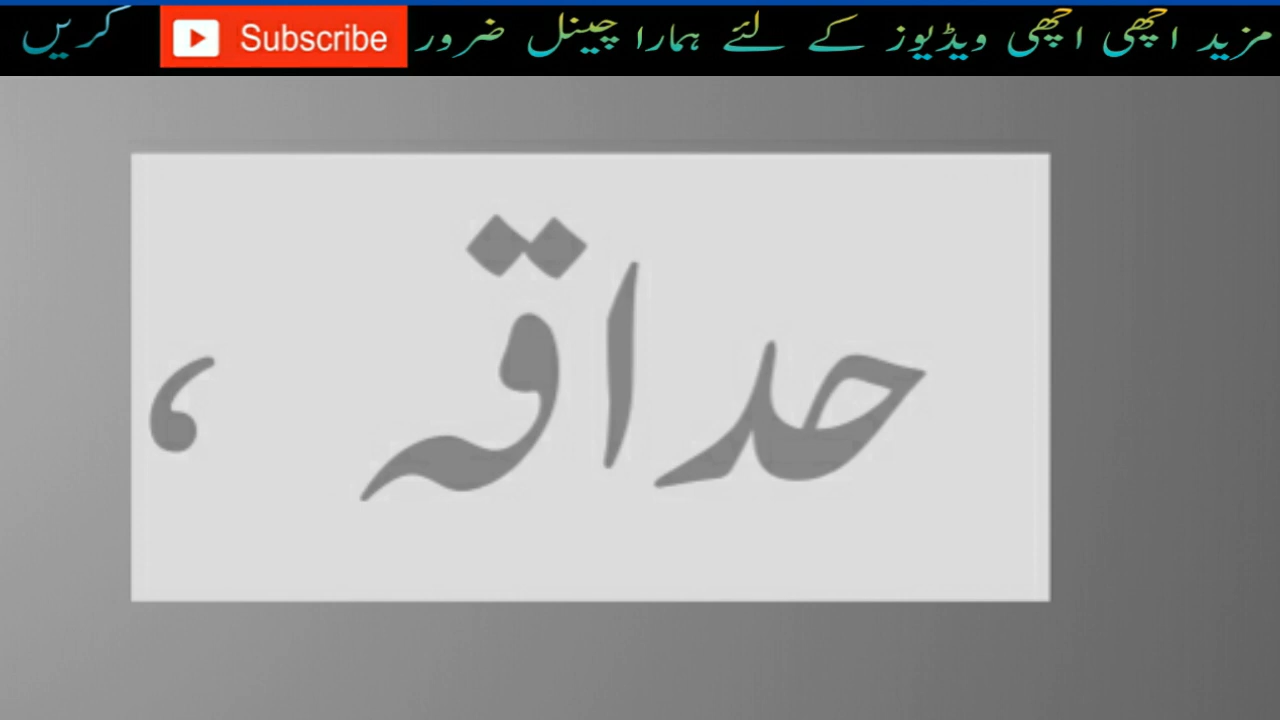 مزید اچھی اچھی ویڈیوز کے لئے ہمارا چینل ضرور Subscribe کریں
حداقہ ،